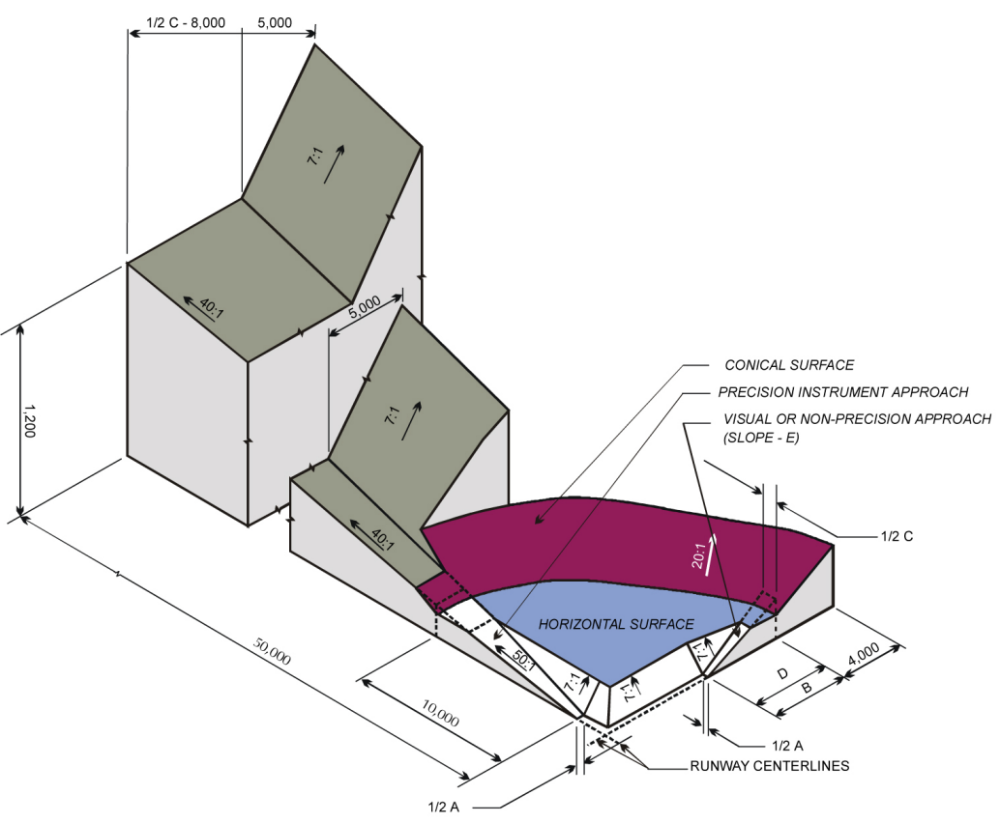 1/2 C - 8,000
5,000
7:1
40:1
5,000
1,200
7:1
CONICAL SURFACE
PRECISION INSTRUMENT APPROACH
VISUAL OR NON-PRECISION APPROACH
(SLOPE - E)
40:1
20:1
1/2 C
HORIZONTAL SURFACE
50:1
7:1
7:1
7:1
50,000
10,000
4,000
D
B
1/2 A
RUNWAY CENTERLINES
1/2 A